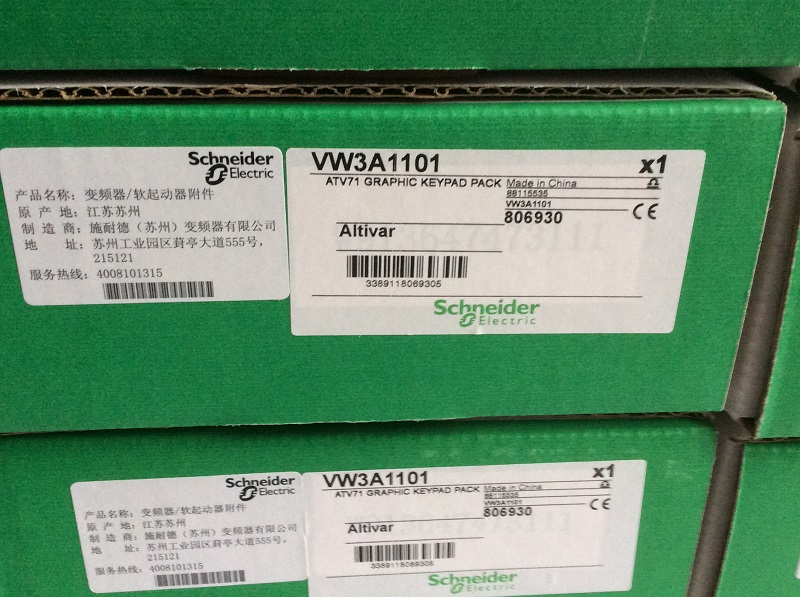 Schneider
Electric
产品名称: 变频器/软起动器附件
原 产 地: 江苏苏州
制 造 商: 施耐德（苏州）变频器有限公司
地 址: 苏州工业园区葑亭大道555号,
215121
服务热线: 4008101315
VW3A1101 x1
ATV71 GRAPHIC KEYPAD PACK Made in China
88115535
VW3A1101
806930 CE
Altivar
3389118069305
Schneider
Electric
Schneider
Electric
产品名称: 变频器/软起动器附件
原 产 地: 江苏苏州
制 造 商: 施耐德（苏州）变频器有限公司
地 址: 苏州工业园区葑亭大道555号,
215121
服务热线: 4008101315
VW3A1101 x1
ATV71 GRAPHIC KEYPAD PACK Made in China
88115535
VW3A1101
806930 CE
Altivar
3389118069305
Schneider
Electric